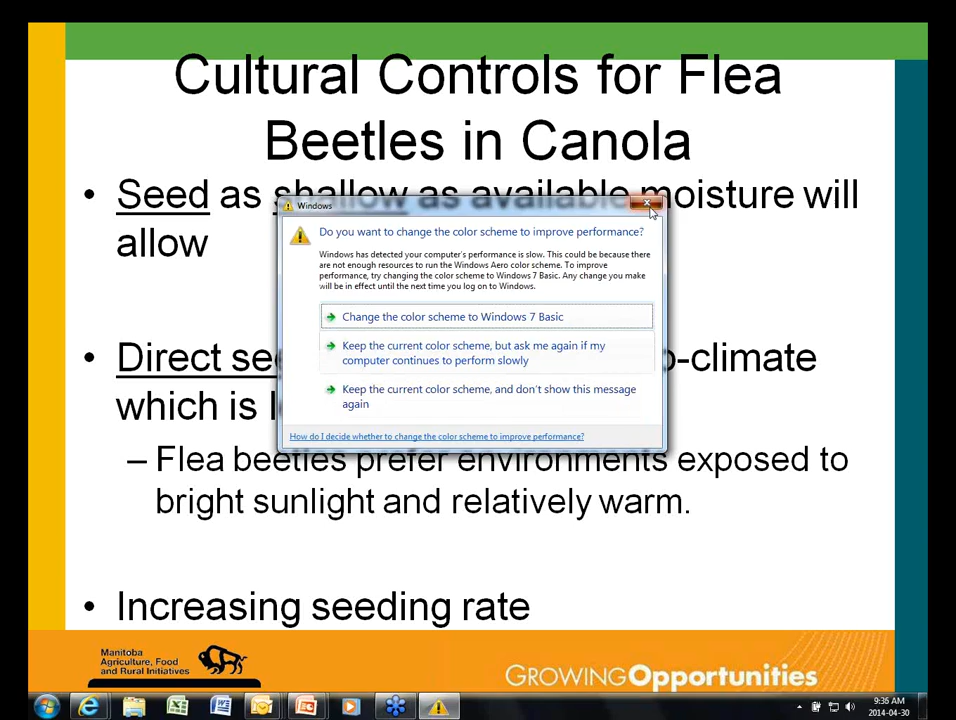 Cultural Controls for Flea
Beetles in Canola
• Seed as shallow as available moisture will
allow
Windows
Do you want to change the color scheme to improve performance?
Windows has detected your computer's performance is slow. This could be because there
are not enough resources to run the Windows Aero color scheme. To improve
performance, try changing the color scheme to Windows 7 Basic. Any change you make
will be in effect until the next time you log on to Windows.
Change the color scheme to Windows 7 Basic
Keep the current color scheme, but ask me again if my
computer continues to perform slowly
Keep the current color scheme, and don't show this message
again
How do I decide whether to change the color scheme to improve performance?
• Direct -climate
which is
– Flea beetles prefer environments exposed to
bright sunlight and relatively warm.
• Increasing seeding rate
Manitoba
Agriculture, Food
and Rural Initiatives
GROWING Opportunities
9:36 AM
2014-04-30